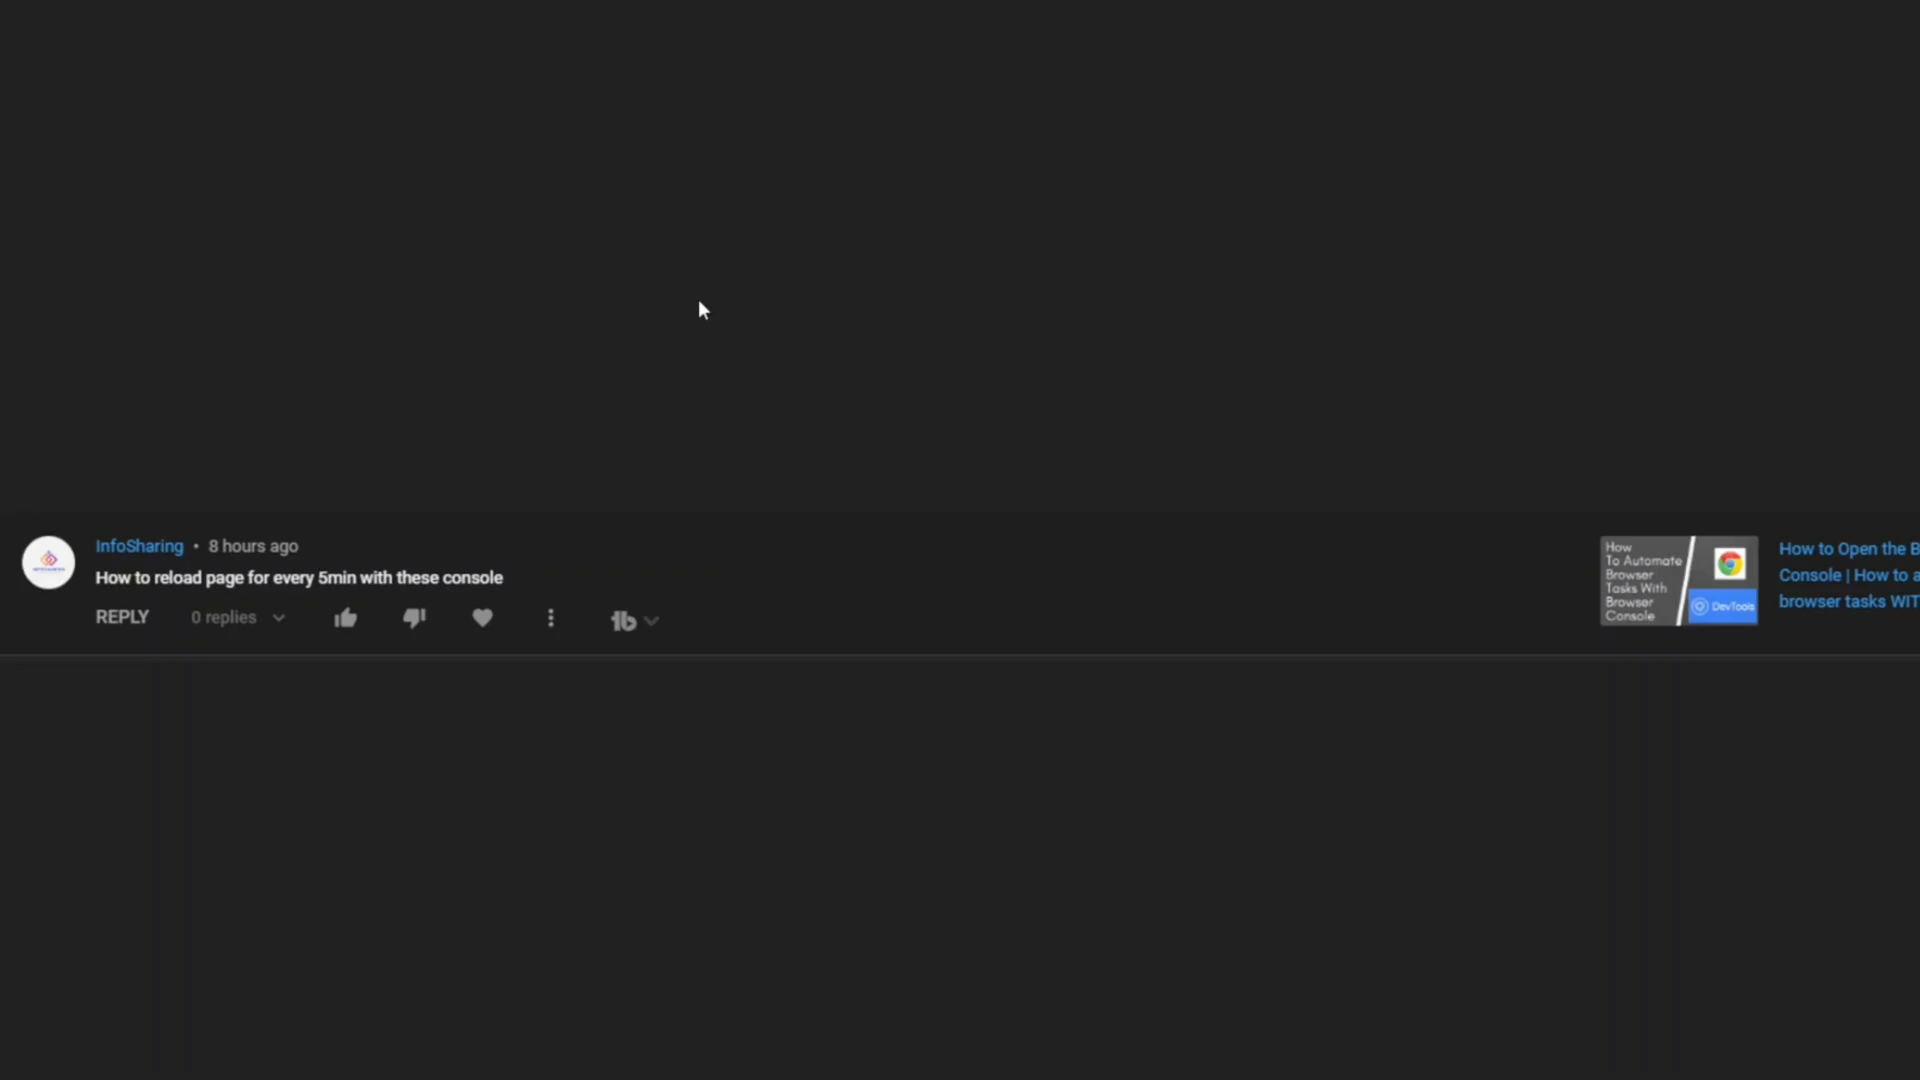 InfoSharing • 8 hours ago
How to reload page for every 5min with these console
REPLY 0 replies
How
To Automate
Browser
Tasks With
Browser
Console
DevTools
How to Open the B
Console | How to a
browser tasks WIT